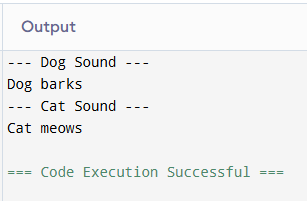 Output
--- Dog Sound ---
Dog barks
--- Cat Sound ---
Cat meows
=== Code Execution Successful ===